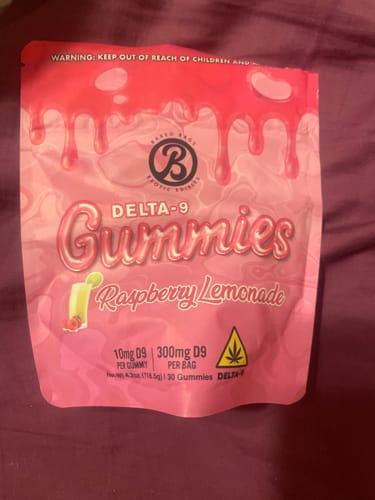 WARNING: KEEP OUT OF REACH OF CHILDREN AND
BAKED BAGS
B
EXOTIC EDIBLES
DELTA-9
Gummies
Raspberry Lemonade
10mg D9 | 300mg D9
PER GUMMY PER BAG
30 Gummies DELTA-9